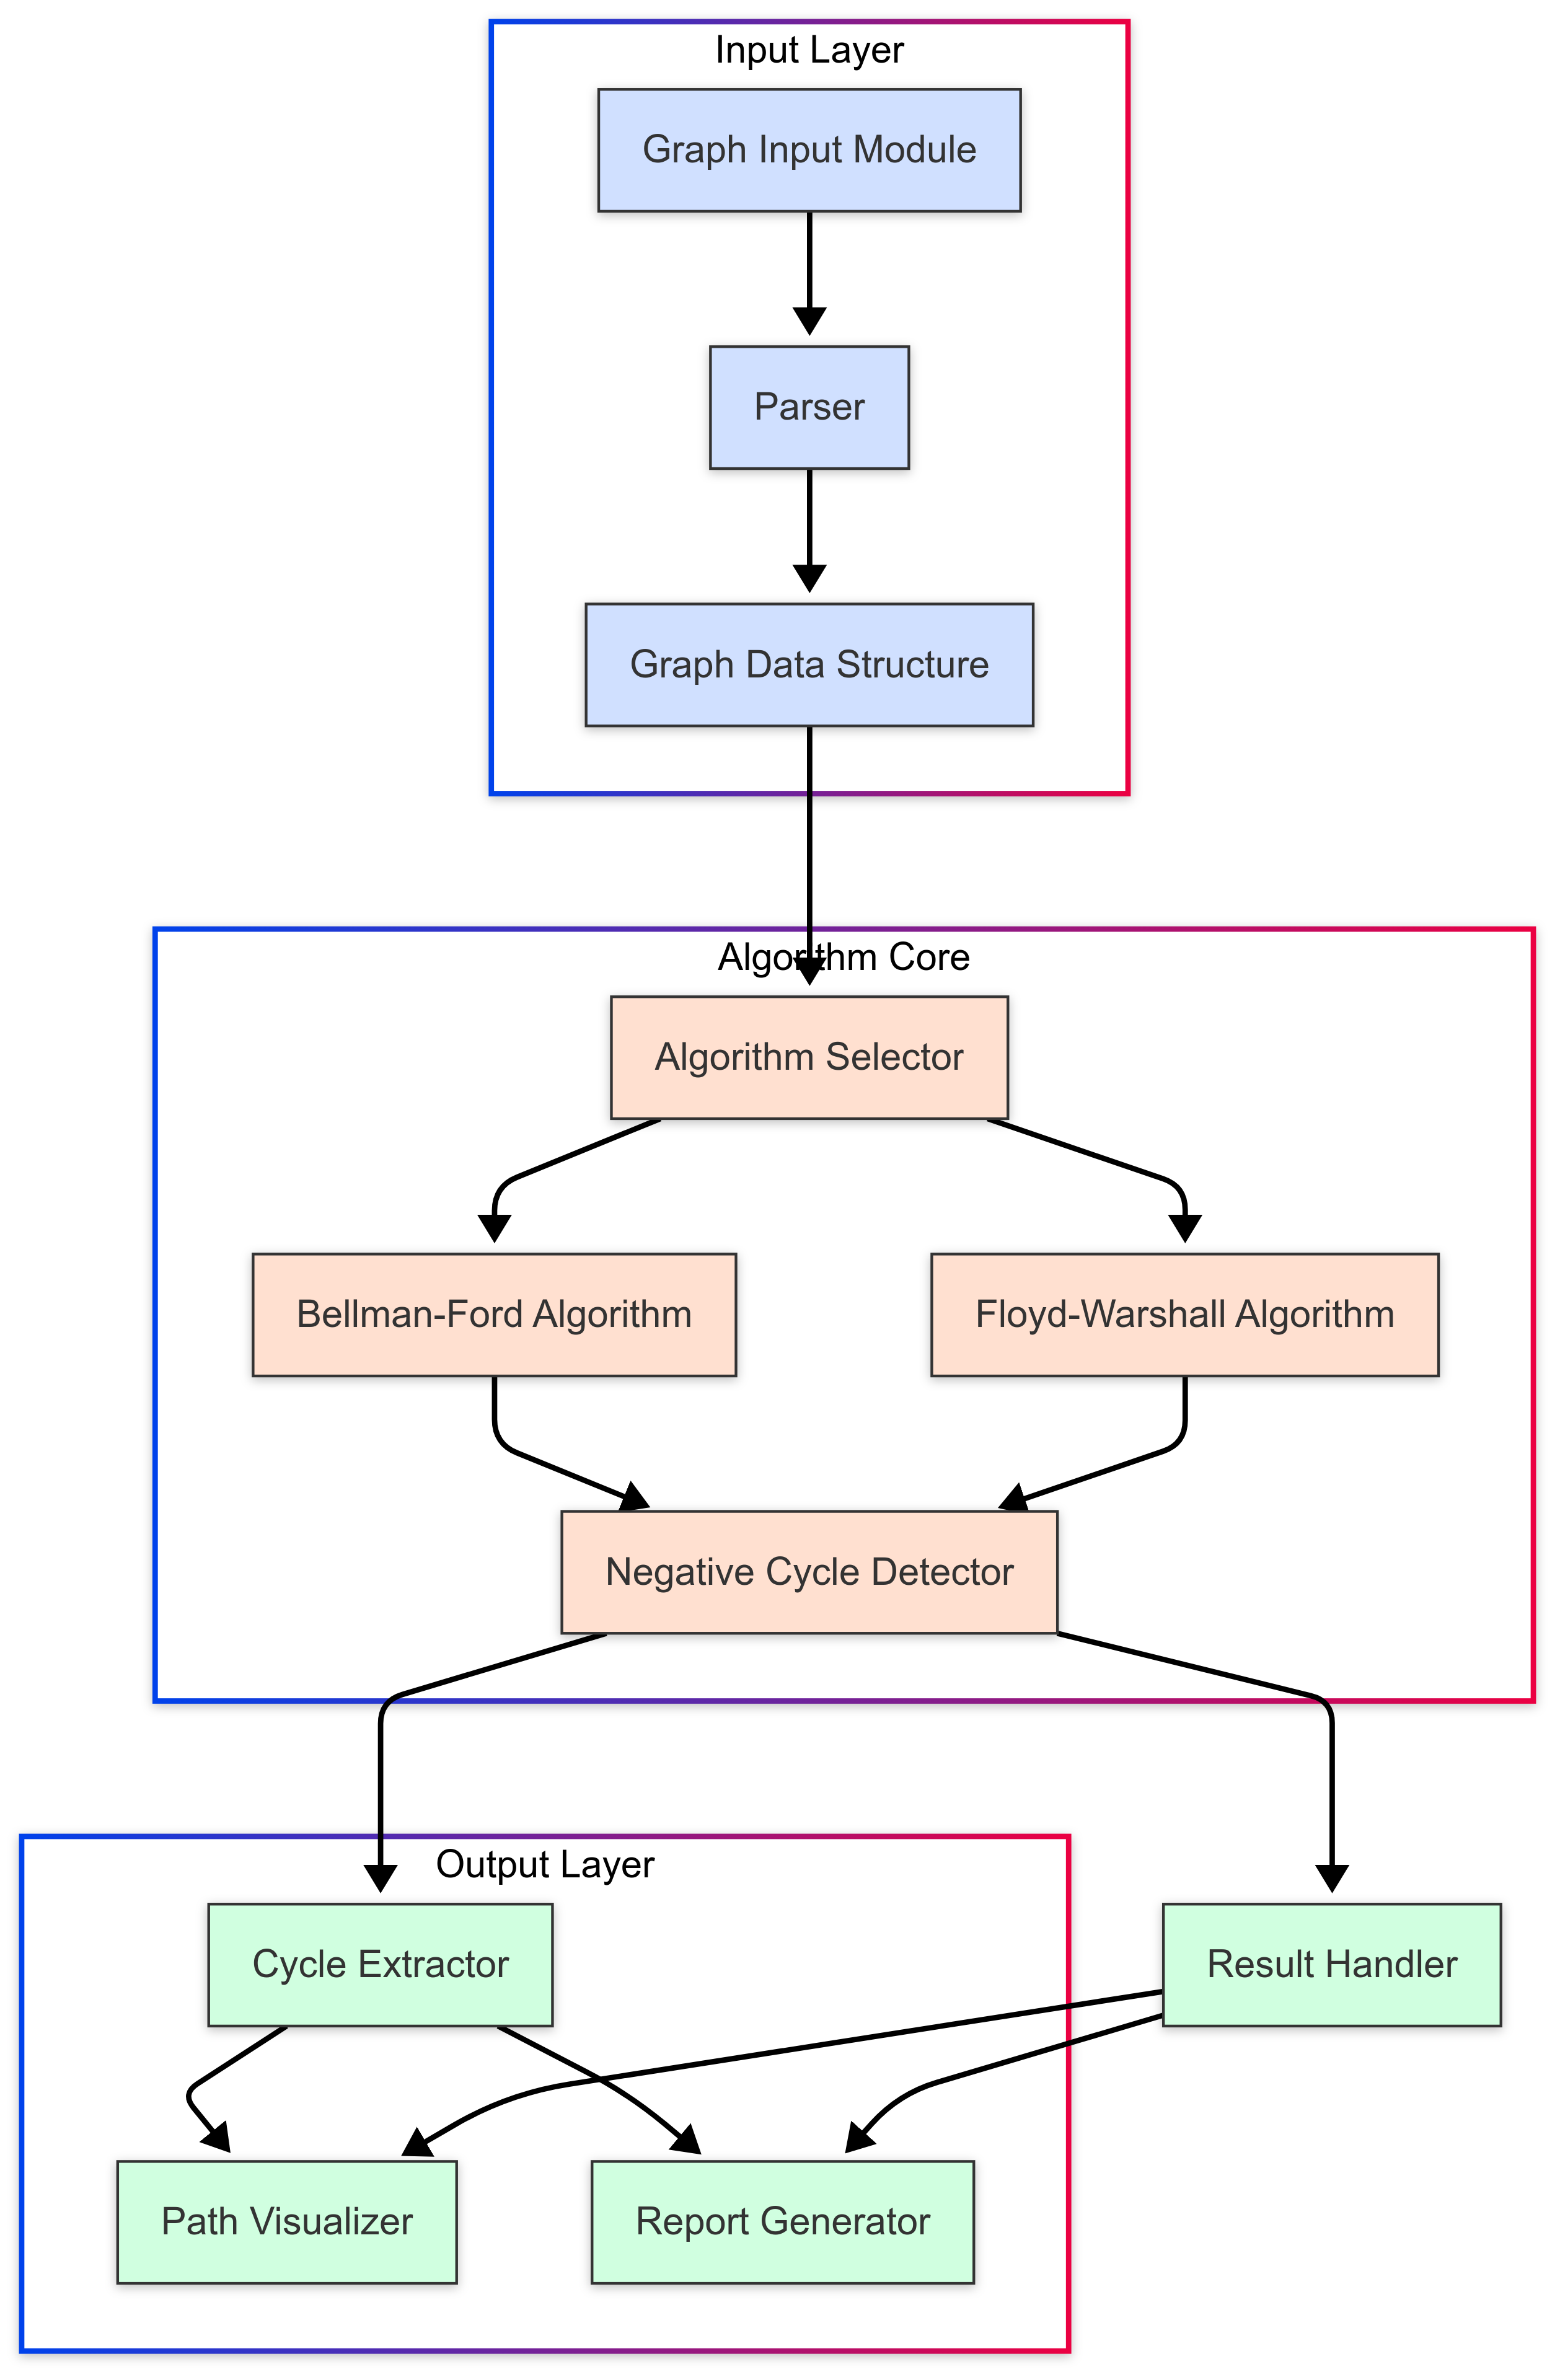 Input Layer
Graph Input Module
Parser
Graph Data Structure
Algorithm Core
Algorithm Selector
Bellman-Ford Algorithm
Floyd-Warshall Algorithm
Negative Cycle Detector
Output Layer
Cycle Extractor
Result Handler
Path Visualizer
Report Generator